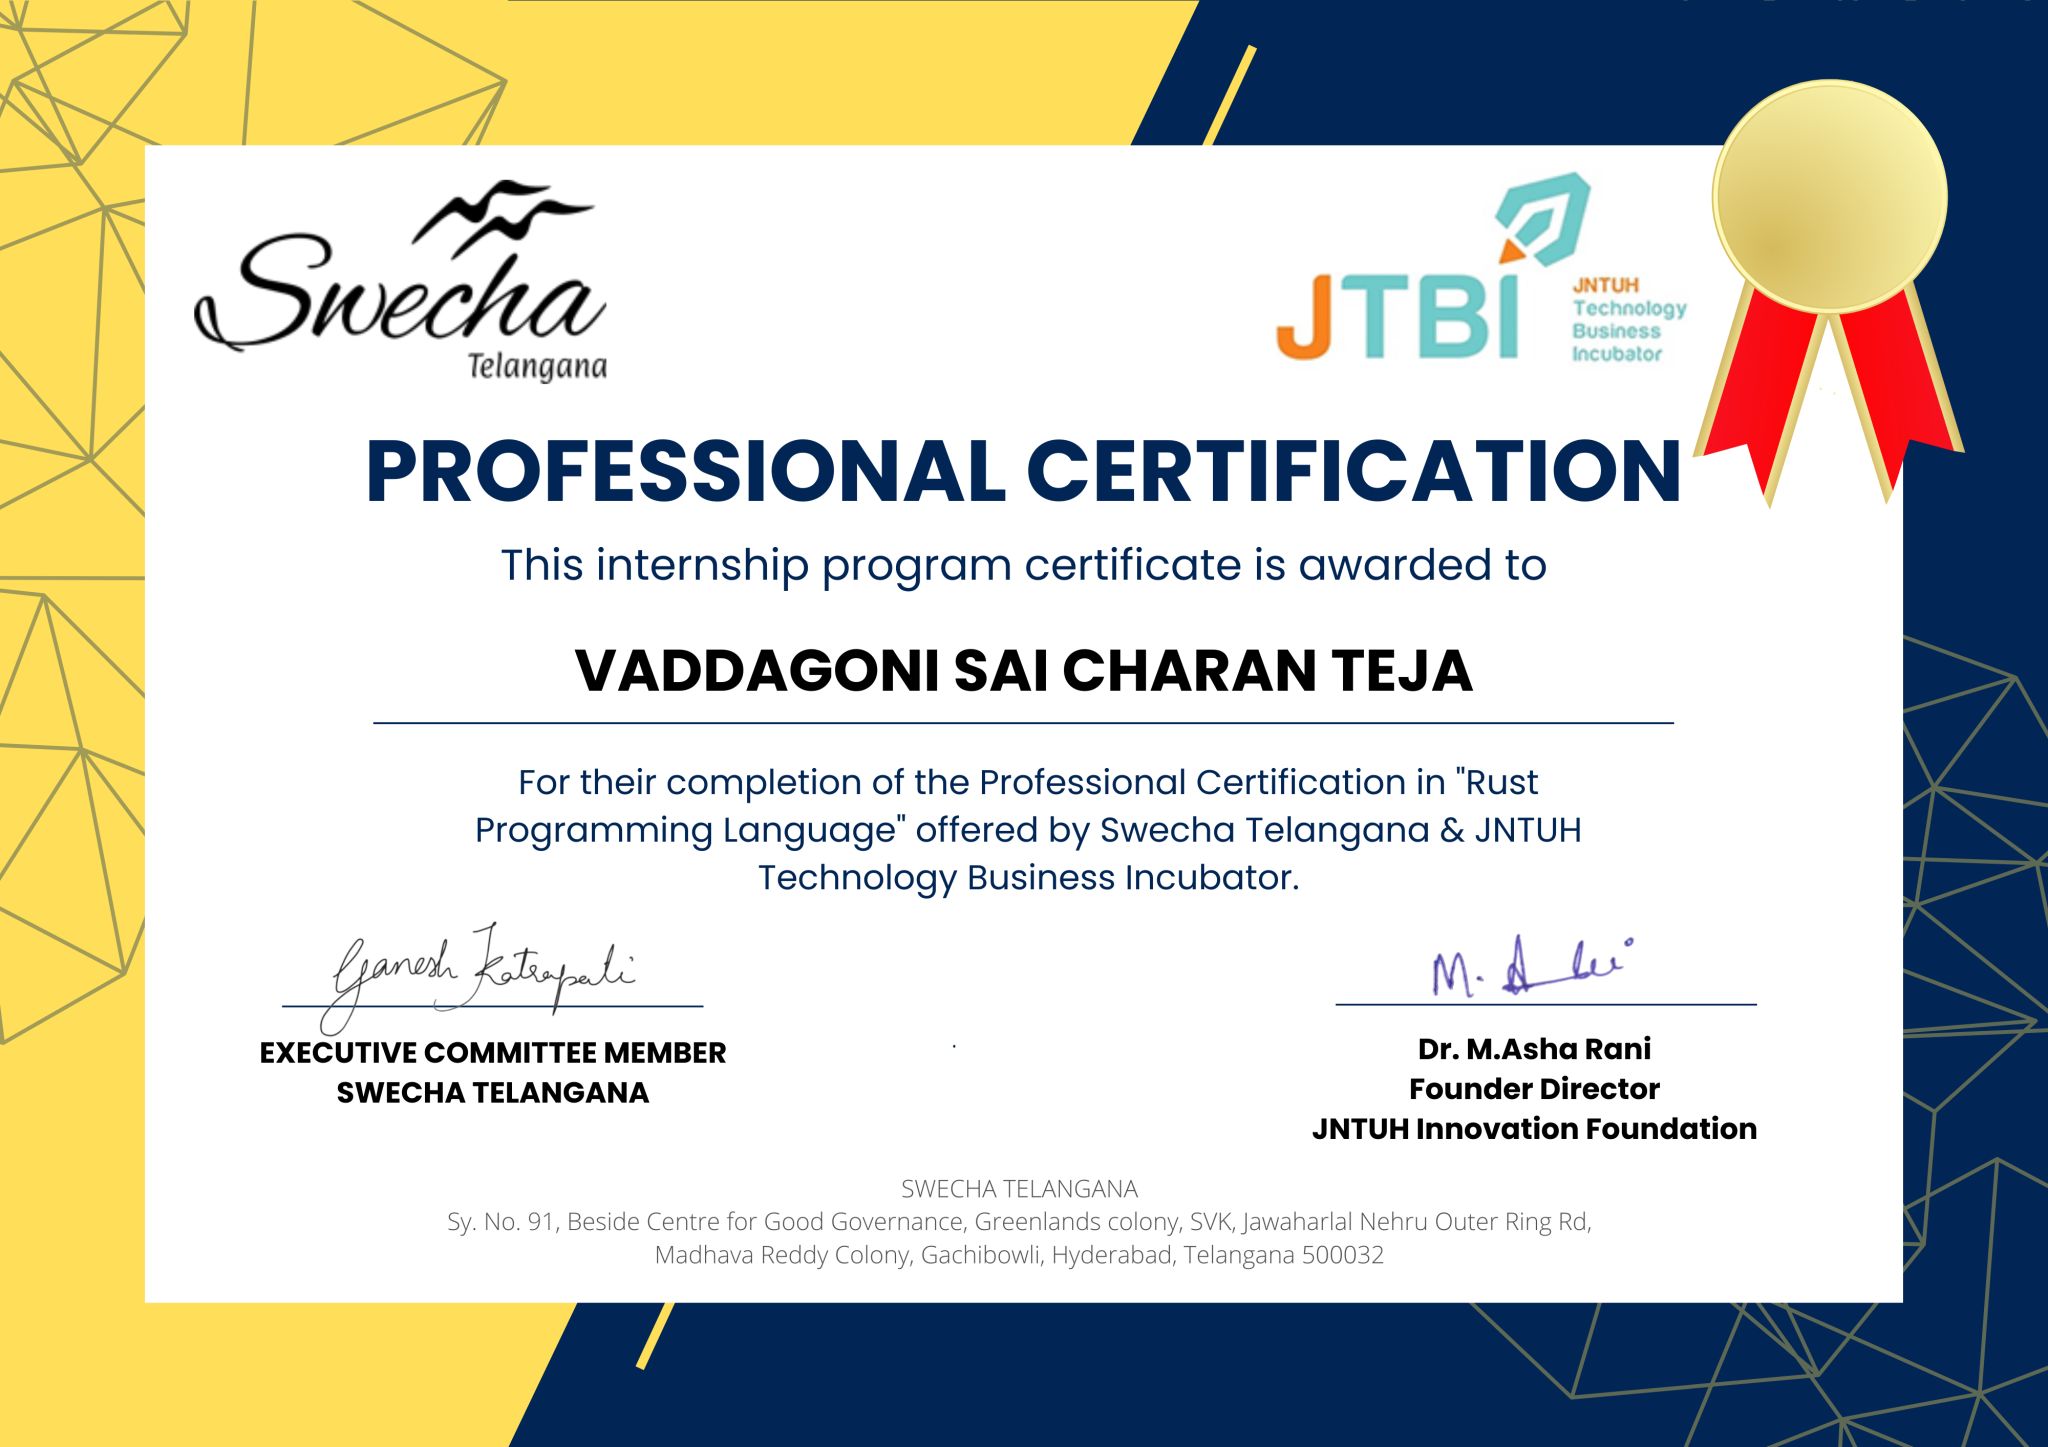 Swecha
Telangana
JTBI
JNTUH
Technology
Business
Incubator
PROFESSIONAL CERTIFICATION
This internship program certificate is awarded to
VADDAGONI SAI CHARAN TEJA
For their completion of the Professional Certification in "Rust
Programming Language" offered by Swecha Telangana & JNTUH
Technology Business Incubator.
Ganesh Katrapati
EXECUTIVE COMMITTEE MEMBER
SWECHA TELANGANA
Dr. M.Asha Rani
Founder Director
JNTUH Innovation Foundation
SWECHA TELANGANA
Sy. No. 91, Beside Centre for Good Governance, Greenlands colony, SVK, Jawaharlal Nehru Outer Ring Rd,
Madhava Reddy Colony, Gachibowli, Hyderabad, Telangana 500032